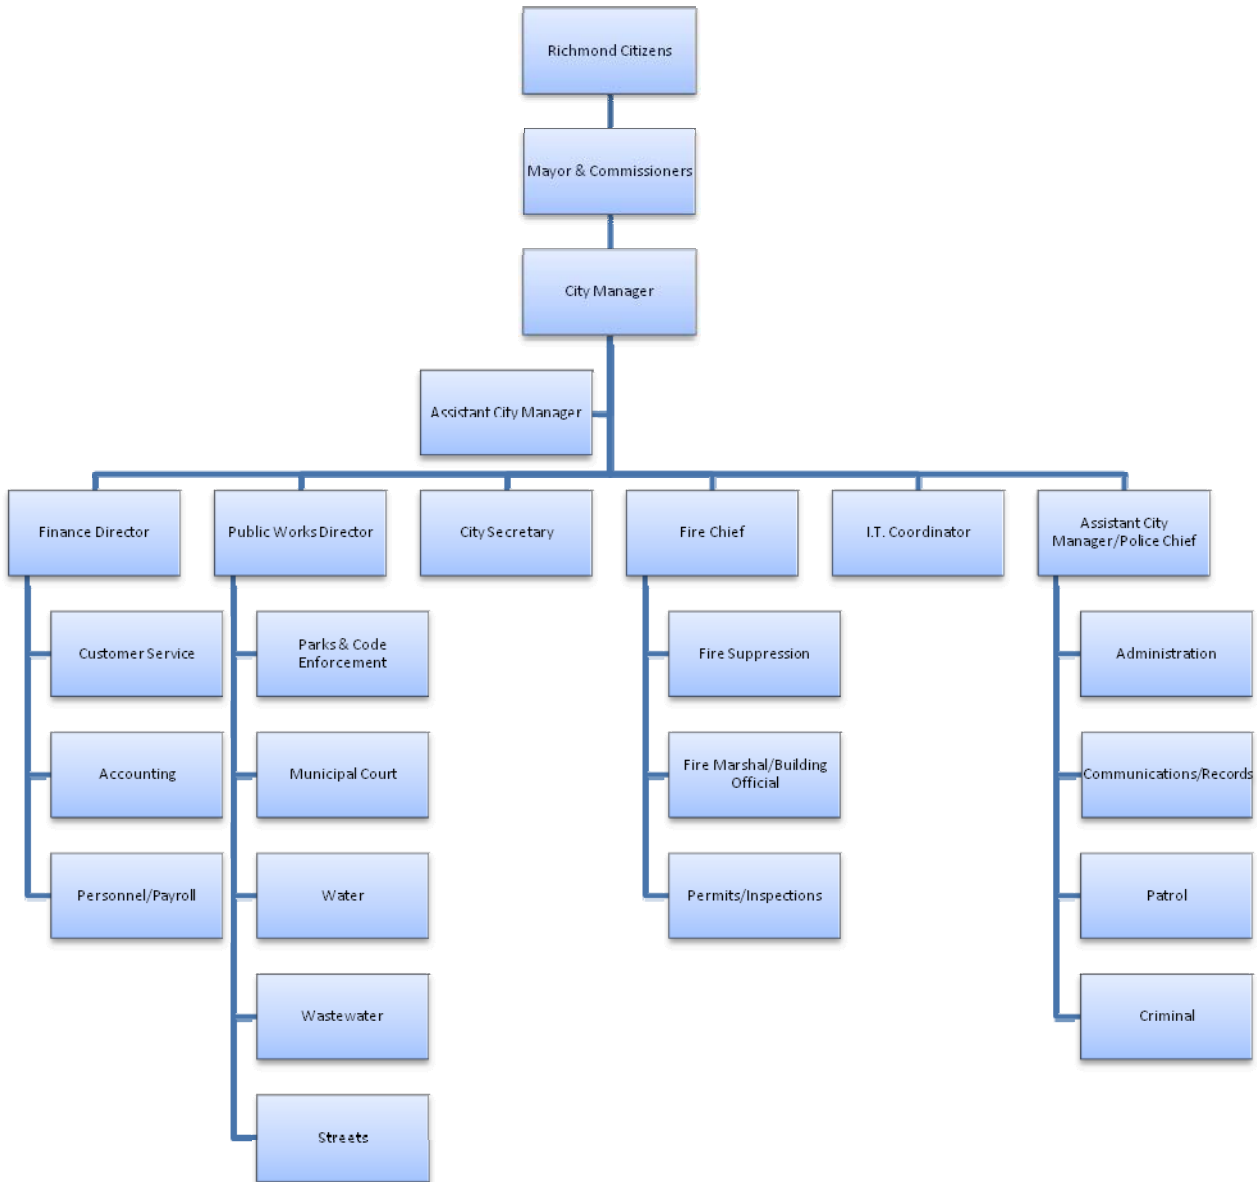 Richmond Citizens
Mayor & Commissioners
City Manager
Assistant City Manager
Finance Director
Public Works Director
City Secretary
Fire Chief
I.T. Coordinator
Assistant City
Manager/Police Chief
Customer Service
Parks & Code
Enforcement
Fire Suppression
Administration
Accounting
Municipal Court
Fire Marshal/Building
Official
Communications/Records
Personnel/Payroll
Water
Permits/Inspections
Patrol
Wastewater
Criminal
Streets